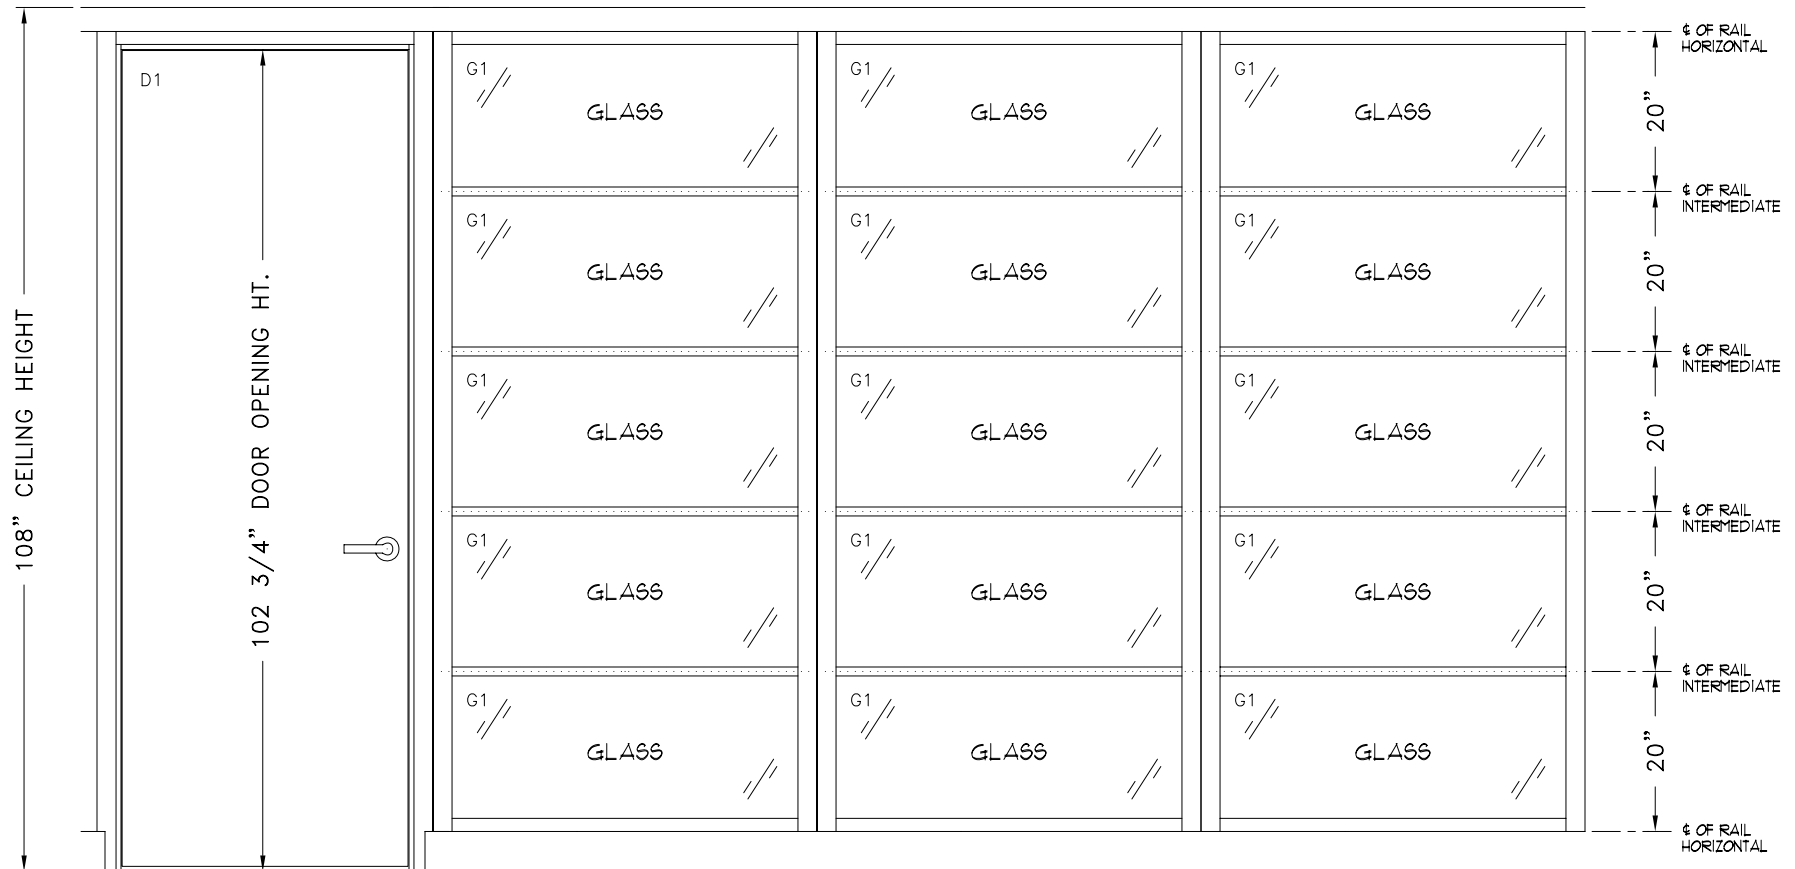 ℄ OF RAIL
HORIZONTAL
D1
G1
G1
G1
GLASS
GLASS
GLASS
20”
℄ OF RAIL
INTERMEDIATE
G1
G1
G1
GLASS
GLASS
GLASS
20”
℄ OF RAIL
INTERMEDIATE
108” CEILING HEIGHT
102 3/4” DOOR OPENING HT.
G1
G1
G1
GLASS
GLASS
GLASS
20”
℄ OF RAIL
INTERMEDIATE
G1
G1
G1
GLASS
GLASS
GLASS
20”
℄ OF RAIL
INTERMEDIATE
G1
G1
G1
GLASS
GLASS
GLASS
20”
℄ OF RAIL
HORIZONTAL